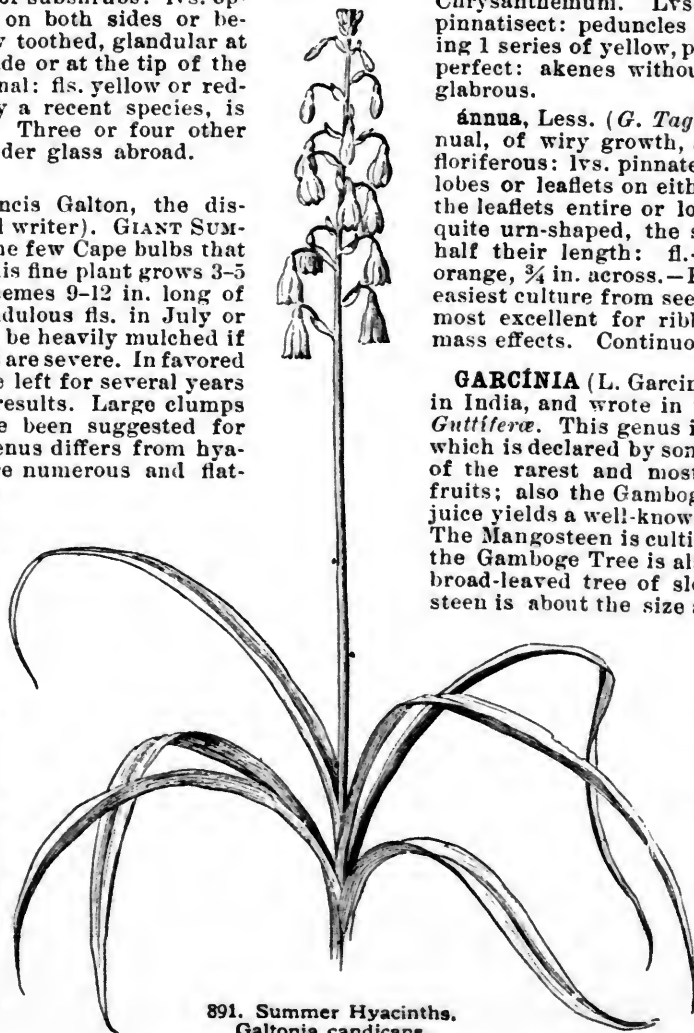 of subshrubs: lvs. op-
on both sides or be-
y toothed, glandular at
de or at the tip of the
nal: fls. yellow or red-
y a recent species, is
Three or four other
der glass abroad.
ncis Galton, the dis-
l writer). GIANT SUM-
ne few Cape bulbs that
is fine plant grows 3-5
emes 9-12 in. long of
dulous fls. in July or
be heavily mulched if
are severe. In favored
e left for several years
results. Large clumps
e been suggested for
enus differs from hya-
re numerous and flat-
Chrysanthemum. Lvs
pinnatisect: peduncles
ing 1 series of yellow, p
perfect: akenes withou
glabrous.
ánnua, Less. (G. Tag
nual, of wiry growth,
floriferous: lvs. pinnate
lobes or leaflets on eith
the leaflets entire or lo
quite urn-shaped, the s
half their length: fl.-
orange, ¾ in. across.—
easiest culture from see
most excellent for ribb
mass effects. Continuo
GARCÍNIA (L. Garcin
in India, and wrote in
Guttiferæ. This genus i
which is declared by som
of the rarest and most
fruits; also the Gambog
juice yields a well-know
The Mangosteen is culti
the Gamboge Tree is al
broad-leaved tree of slo
steen is about the size
891. Summer Hyacinths.
Galtonia candicans